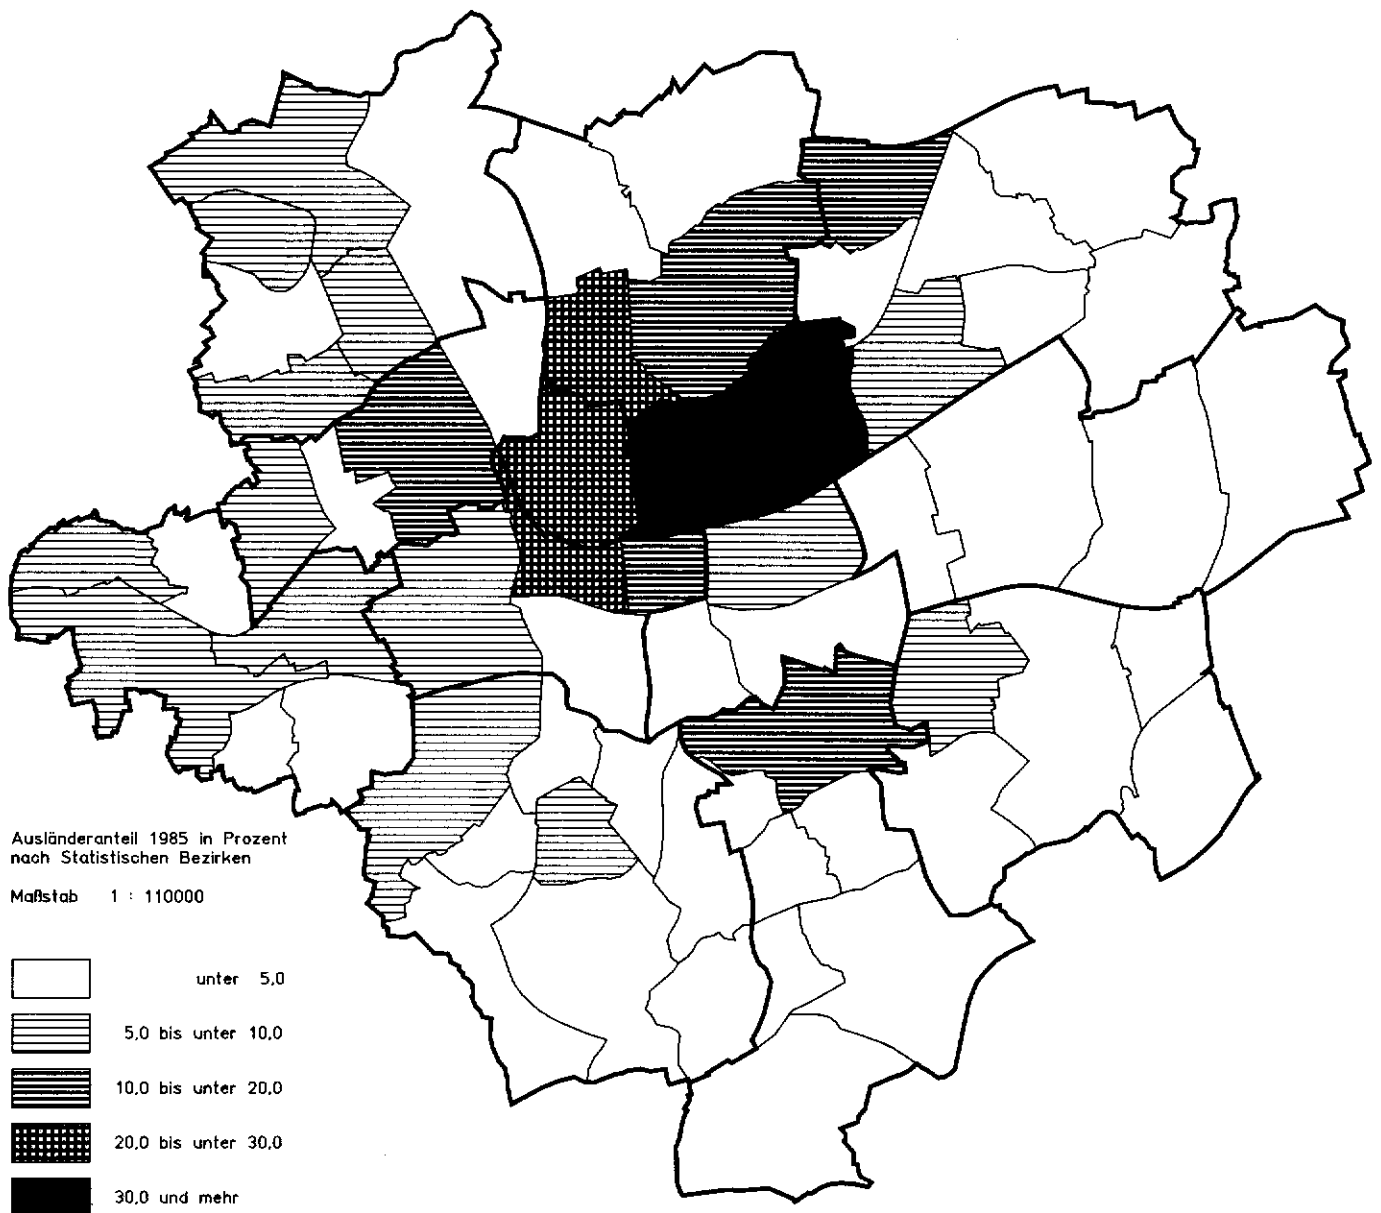 Ausländeranteil 1985 in Prozent
nach Statistischen Bezirken
Maßstab 1 : 110000
unter 5,0
5,0 bis unter 10,0
10,0 bis unter 20,0
20,0 bis unter 30,0
30,0 und mehr